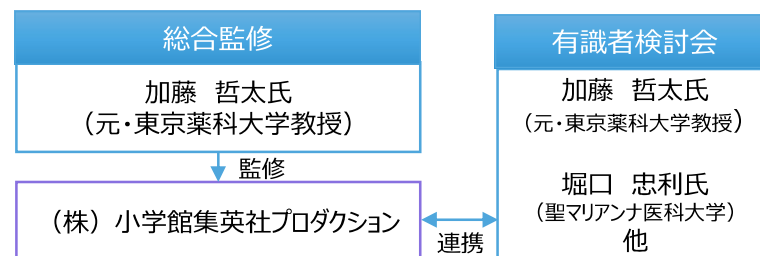 総合監修
加藤　哲太氏
（元・東京薬科大学教授）
監修
（株）小学館集英社プロダクション
連携
有識者検討会
加藤　哲太氏
（元・東京薬科大学教授）
堀口　忠利氏
（聖マリアンナ医科大学）
他